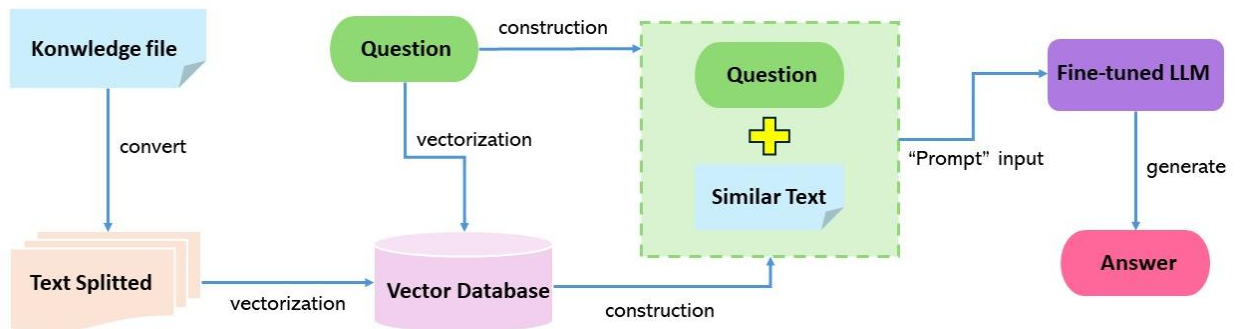 Konwledge file
convert
Text Splitted
vectorization
Question
vectorization
Vector Database
construction
construction
Question
Similar Text
“Prompt” input
Fine-tuned LLM
generate
Answer